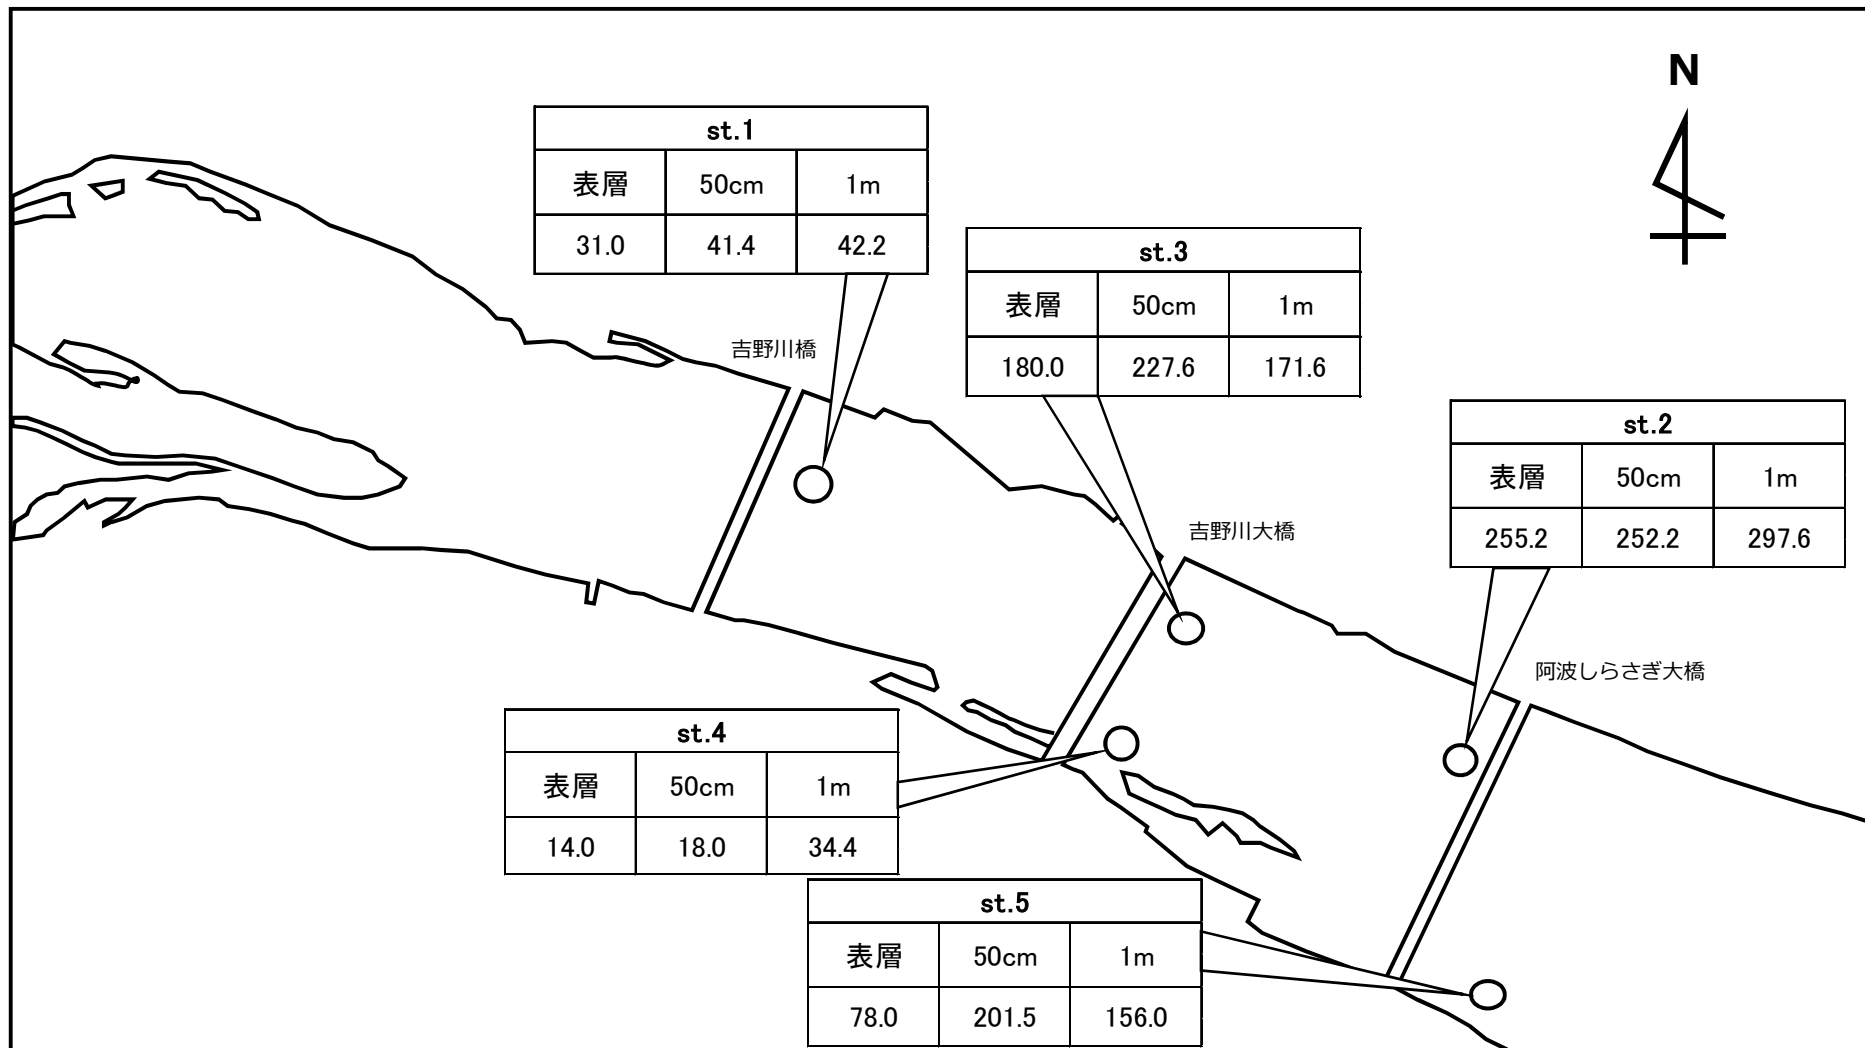 N
st.1
表層 50cm 1m
31.0 41.4 42.2
st.3
表層 50cm 1m
180.0 227.6 171.6
吉野川橋
st.2
表層 50cm 1m
255.2 252.2 297.6
吉野川大橋
阿波しらさぎ大橋
st.4
表層 50cm 1m
14.0 18.0 34.4
st.5
表層 50cm 1m
78.0 201.5 156.0